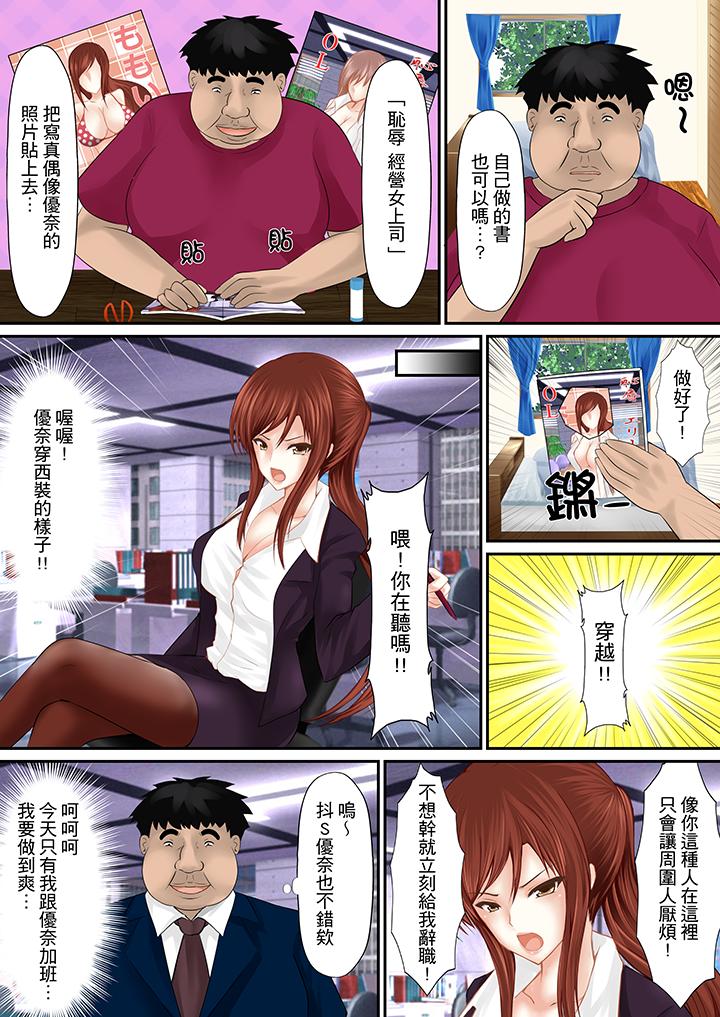 嗯～
自己做的書
也可以嗎…？
「恥辱 經營女上司」
把寫真偶像優奈的
照片貼上去…
貼
貼
OL
もも
做好了！
OL
鏘～
穿越！！
喂！你在聽嗎！！
喔喔！
優奈穿西裝的樣子！！
像你這種人在這裡
只會讓周圍人厭煩！
不想幹就立刻給我辭職！
嗚～
抖S優奈也不錯欸
呵呵呵
今天只有我跟優奈加班…
我要做到爽…